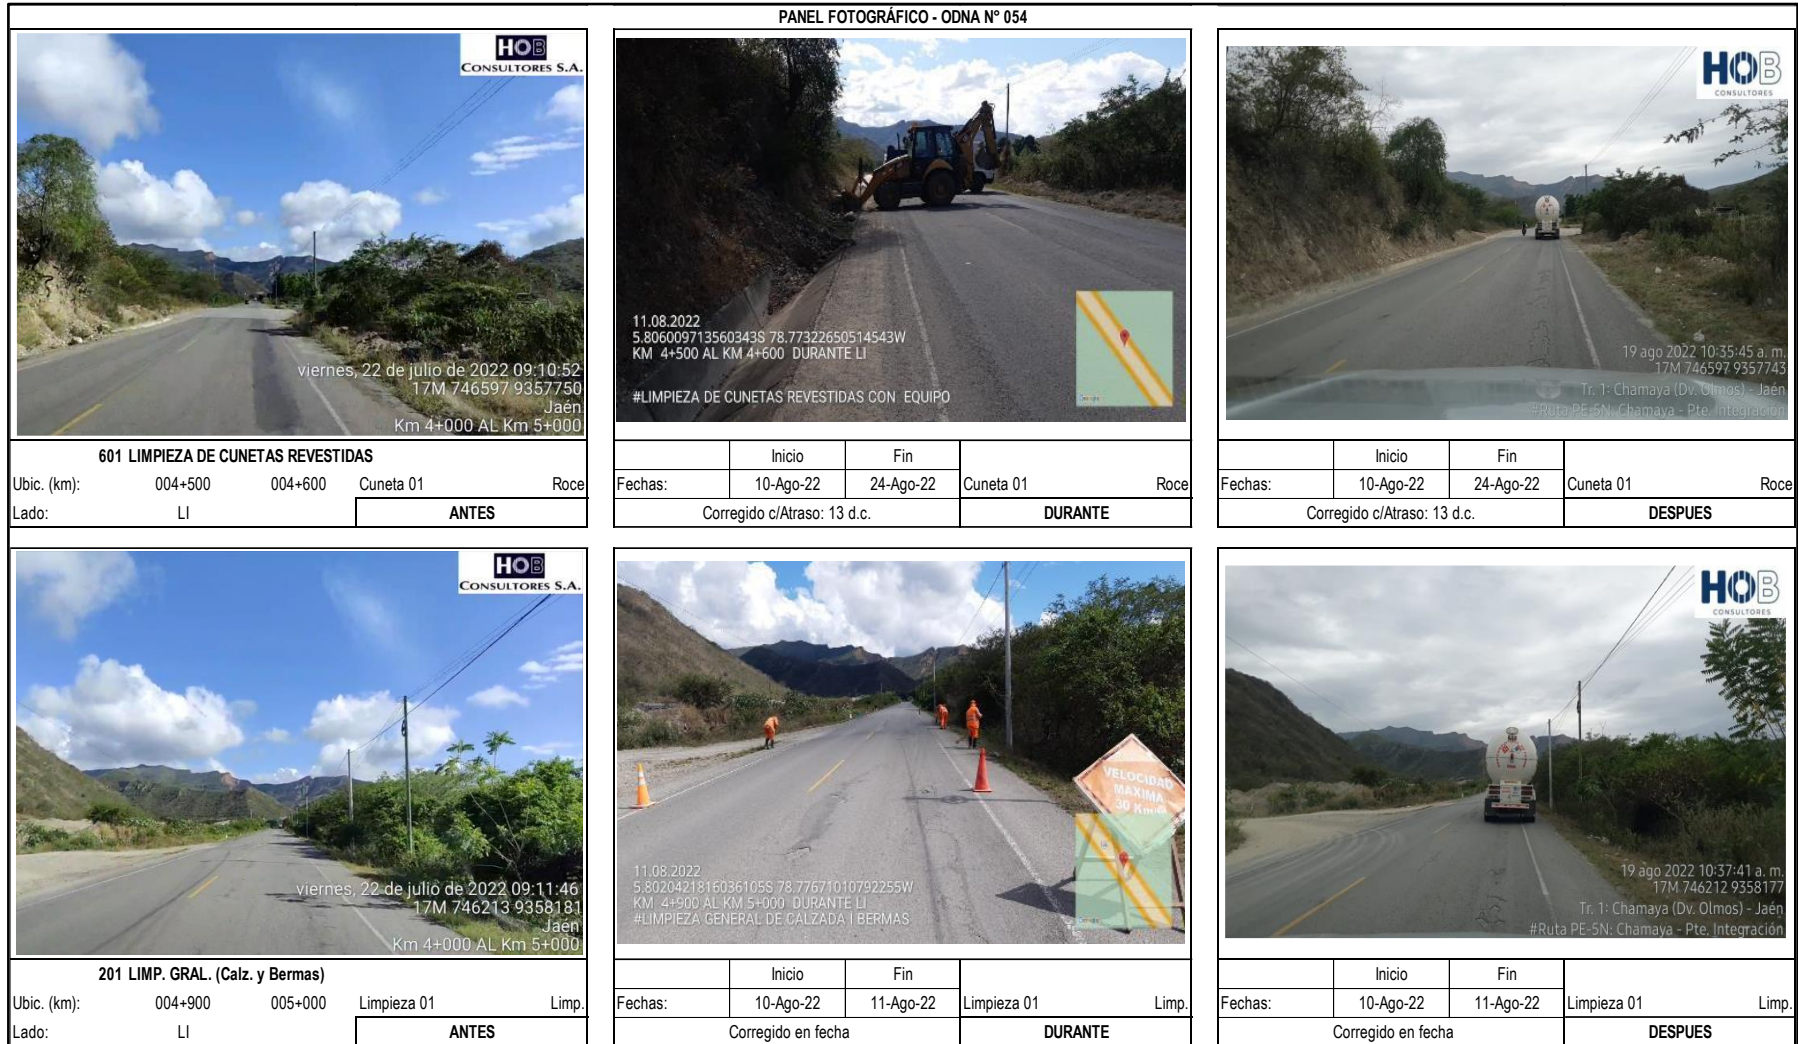 PANEL FOTOGRÁFICO - ODNA N° 054
HOB
CONSULTORES S.A.
viernes, 22 de julio de 2022 09:10:52
17M 746597 9357750
Jaén
Km 4+000 AL Km 5+000
11.08.2022
5.806009713560343S 78.77322650514543W
KM 4+500 AL KM 4+600 DURANTE LI
#LIMPIEZA DE CUNETAS REVESTIDAS CON EQUIPO
Google
HOB
CONSULTORES
19 ago 2022 10:35:45 a. m.
17M 746597 9357743
Tr. 1: Chamaya (Dv. Olmos) - Jaén
#Ruta PE-5N: Chamaya - Pte. Integración
601 LIMPIEZA DE CUNETAS REVESTIDAS
Ubic. (km): 004+500 004+600 Cuneta 01 Roce
Lado: LI ANTES
Inicio Fin
Fechas: 10-Ago-22 24-Ago-22 Cuneta 01 Roce
Corregido c/Atraso: 13 d.c. DURANTE
Inicio Fin
Fechas: 10-Ago-22 24-Ago-22 Cuneta 01 Roce
Corregido c/Atraso: 13 d.c. DESPUES
HOB
CONSULTORES S.A.
viernes, 22 de julio de 2022 09:11:46
17M 746213 9358181
Jaén
Km 4+000 AL Km 5+000
VELOCIDAD
MAXIMA
30 Km/h
11.08.2022
5.802042181603610​5S 78.77671010792255W
KM 4+900 AL KM 5+000 DURANTE LI
#LIMPIEZA GENERAL DE CALZADA I BERMAS
Google
HOB
CONSULTORES
19 ago 2022 10:37:41 a. m.
17M 746212 9358177
Tr. 1: Chamaya (Dv. Olmos) - Jaén
#Ruta PE-5N: Chamaya - Pte. Integración
201 LIMP. GRAL. (Calz. y Bermas)
Ubic. (km): 004+900 005+000 Limpieza 01 Limp.
Lado: LI ANTES
Inicio Fin
Fechas: 10-Ago-22 11-Ago-22 Limpieza 01 Limp.
Corregido en fecha DURANTE
Inicio Fin
Fechas: 10-Ago-22 11-Ago-22 Limpieza 01 Limp.
Corregido en fecha DESPUES